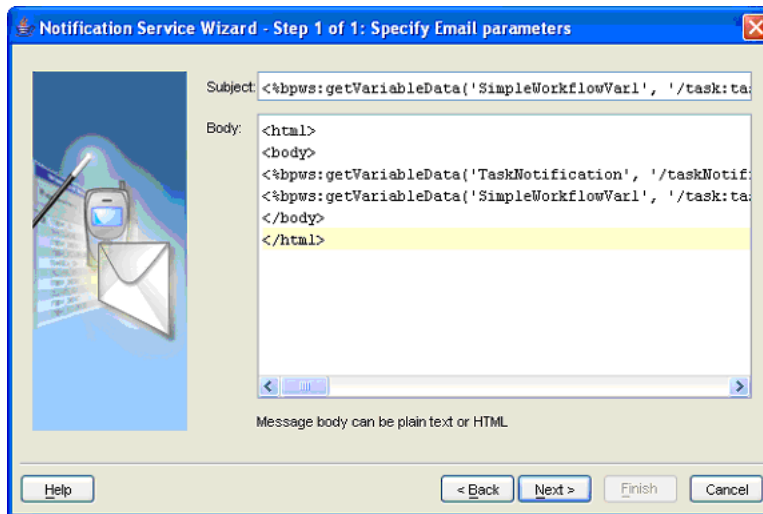 Notification Service Wizard - Step 1 of 1: Specify Email parameters
Subject: <%bpws:getVariableData('SimpleWorkflowVar1', '/task:ta
Body:
<html>
<body>
<%bpws:getVariableData('TaskNotification', '/taskNotif
<%bpws:getVariableData('SimpleWorkflowVar1', '/task:ta
</body>
</html>
Message body can be plain text or HTML
Help
< Back
Next >
Finish
Cancel